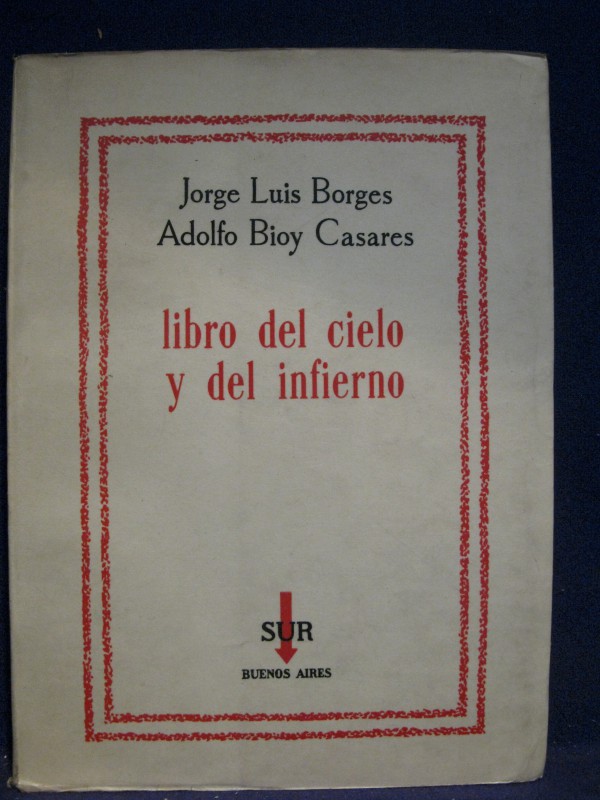 Jorge Luis Borges
Adolfo Bioy Casares
libro del cielo
y del infierno
SUR
BUENOS AIRES